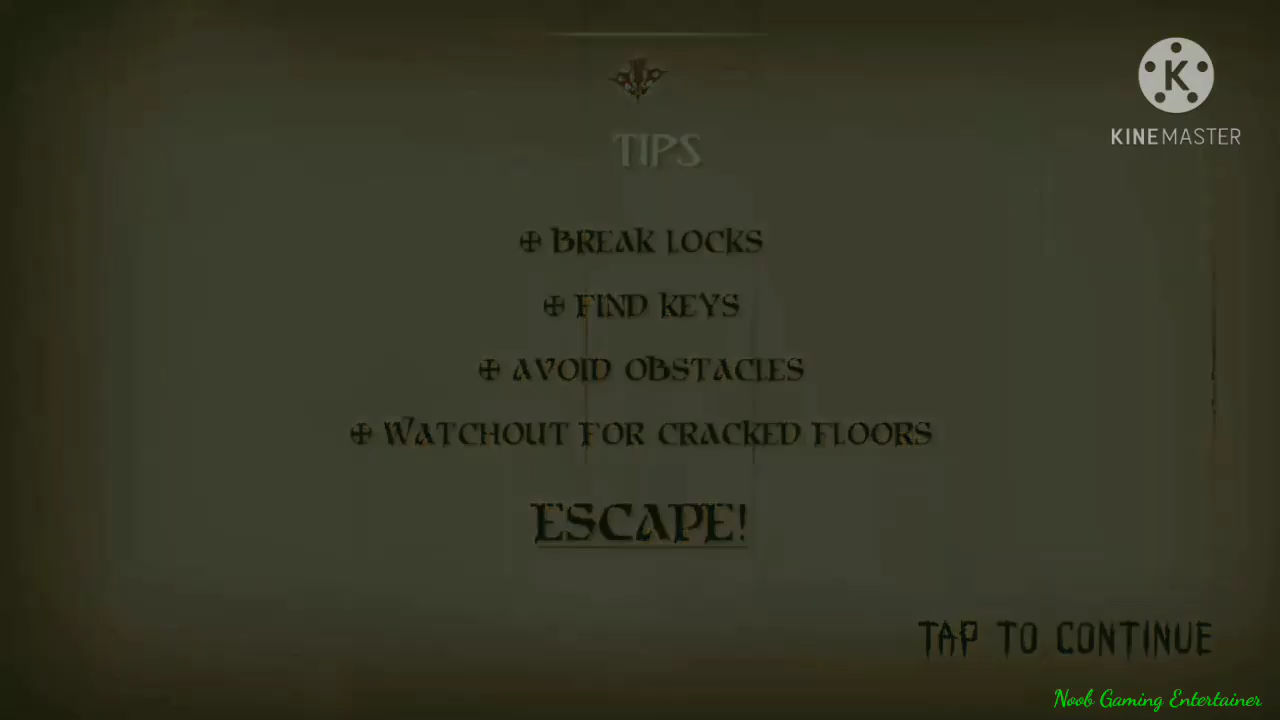 K
KINEMASTER
TIPS
✠ BREAK LOCKS
✠ FIND KEYS
✠ AVOID OBSTACLES
✠ WATCHOUT FOR CRACKED FLOORS
ESCAPE!
TAP TO CONTINUE
Noob Gaming Entertainer